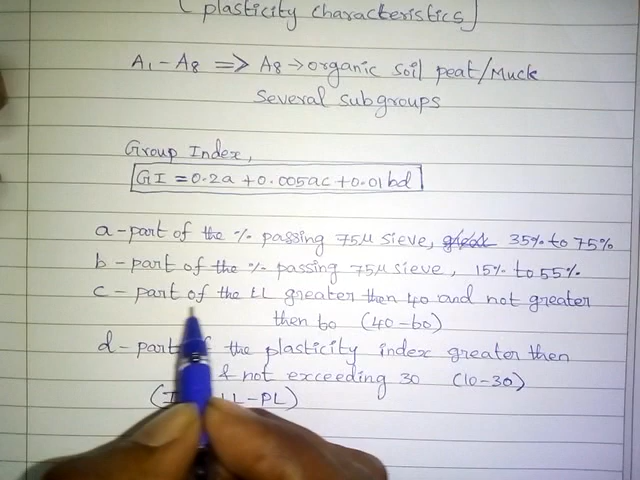 (plasticity characteristics)
A1 - A8 => A8 → organic soil peat/Muck
Several subgroups
Group Index,
GI = 0.2a + 0.005ac + 0.01bd
a - part of the % passing 75μ sieve, 35% to 75%
b - part of the % passing 75μ sieve, 15% to 55%
c - part of the LL greater then 40 and not greater
then 60 (40-60)
d - part of the plasticity index greater then
& not exceeding 30 (10-30)
(I LL-PL)